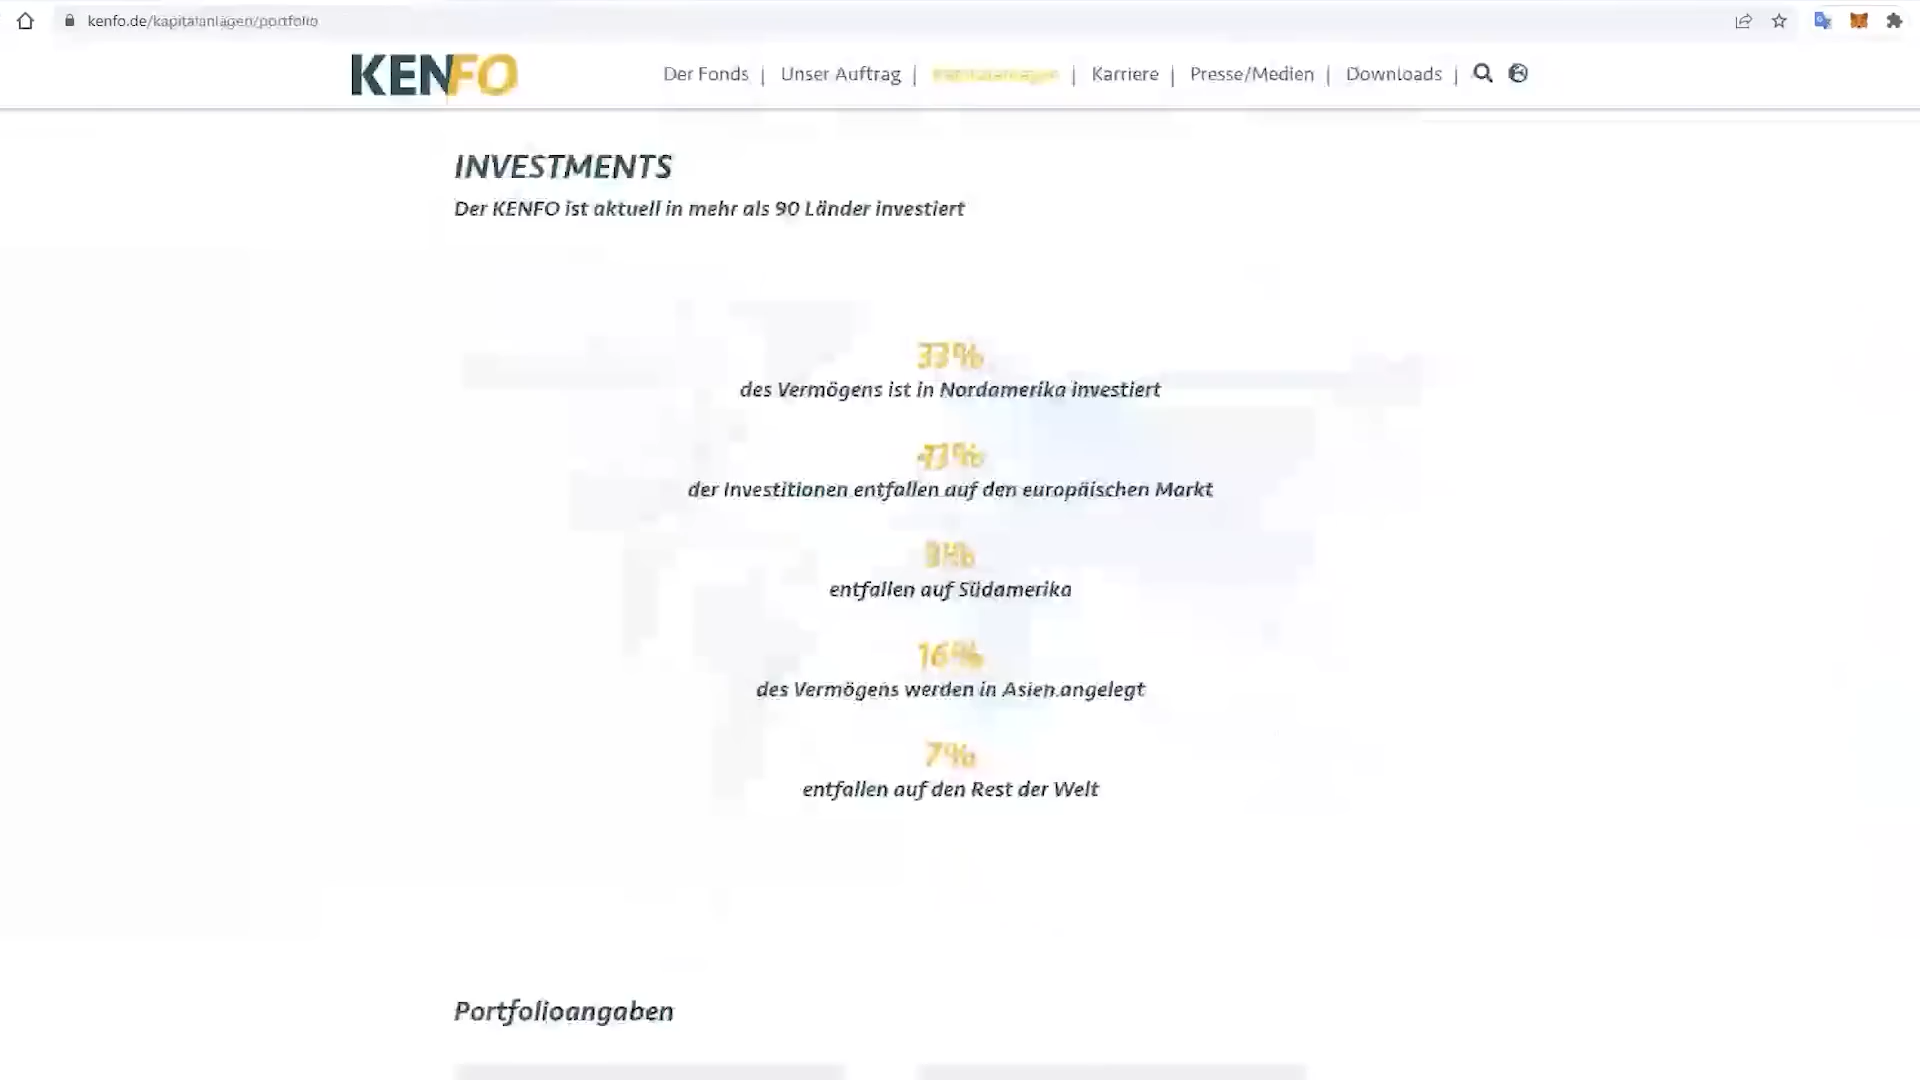 kenfo.de/kapitalanlagen/portfolio
KENFO
Der Fonds | Unser Auftrag | Kapitalanlagen | Karriere | Presse/Medien | Downloads |
INVESTMENTS
Der KENFO ist aktuell in mehr als 90 Länder investiert
33%
des Vermögens ist in Nordamerika investiert
der Investitionen entfallen auf den europäischen Markt
entfallen auf Südamerika
16%
des Vermögens werden in Asien angelegt
7%
entfallen auf den Rest der Welt
Portfolioangaben